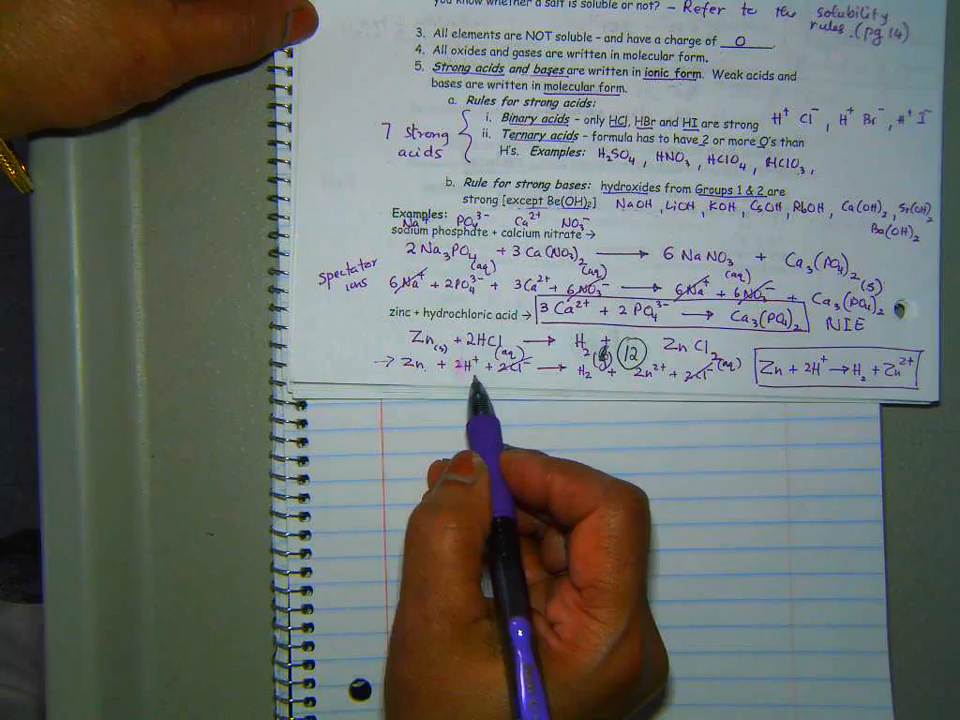 you know whether a salt is soluble or not? - Refer to the solubility
rules. (pg 14)
3. All elements are NOT soluble – and have a charge of 0
4. All oxides and gases are written in molecular form.
5. Strong acids and bases are written in ionic form. Weak acids and
bases are written in molecular form.
a. Rules for strong acids:
7 strong acids
i. Binary acids – only HCl, HBr and HI are strong H⁺ Cl⁻, H⁺ Br⁻, H⁺ I⁻
ii. Ternary acids – formula has to have 2 or more O's than
H's. Examples: H₂SO₄, HNO₃, HClO₄, HClO₃,
b. Rule for strong bases: hydroxides from Groups 1 & 2 are
strong [except Be(OH)₂] NaOH, LiOH, KOH, CsOH, RbOH, Ca(OH)₂, Sr(OH)₂
Ba(OH)₂
Examples:
Na⁺ PO₄³⁻ Ca²⁺ NO₃⁻
sodium phosphate + calcium nitrate →
2 Na₃PO₄ (aq) + 3 Ca(NO₃)₂ (aq) → 6 NaNO₃ (aq) + Ca₃(PO₄)₂ (s)
spectator ions
6Na⁺ + 2PO₄³⁻ + 3Ca²⁺ + 6NO₃⁻ → 6Na⁺ + 6NO₃⁻ + Ca₃(PO₄)₂
zinc + hydrochloric acid →
3 Ca²⁺ + 2 PO₄³⁻ → Ca₃(PO₄)₂ NIE
Zn(s) + 2HCl (aq) → H₂ (g) + ZnCl₂ (aq)
12
→ Zn + 2H⁺ + 2Cl⁻ → H₂ + Zn²⁺ + 2Cl⁻
Zn + 2H⁺ → H₂ + Zn²⁺